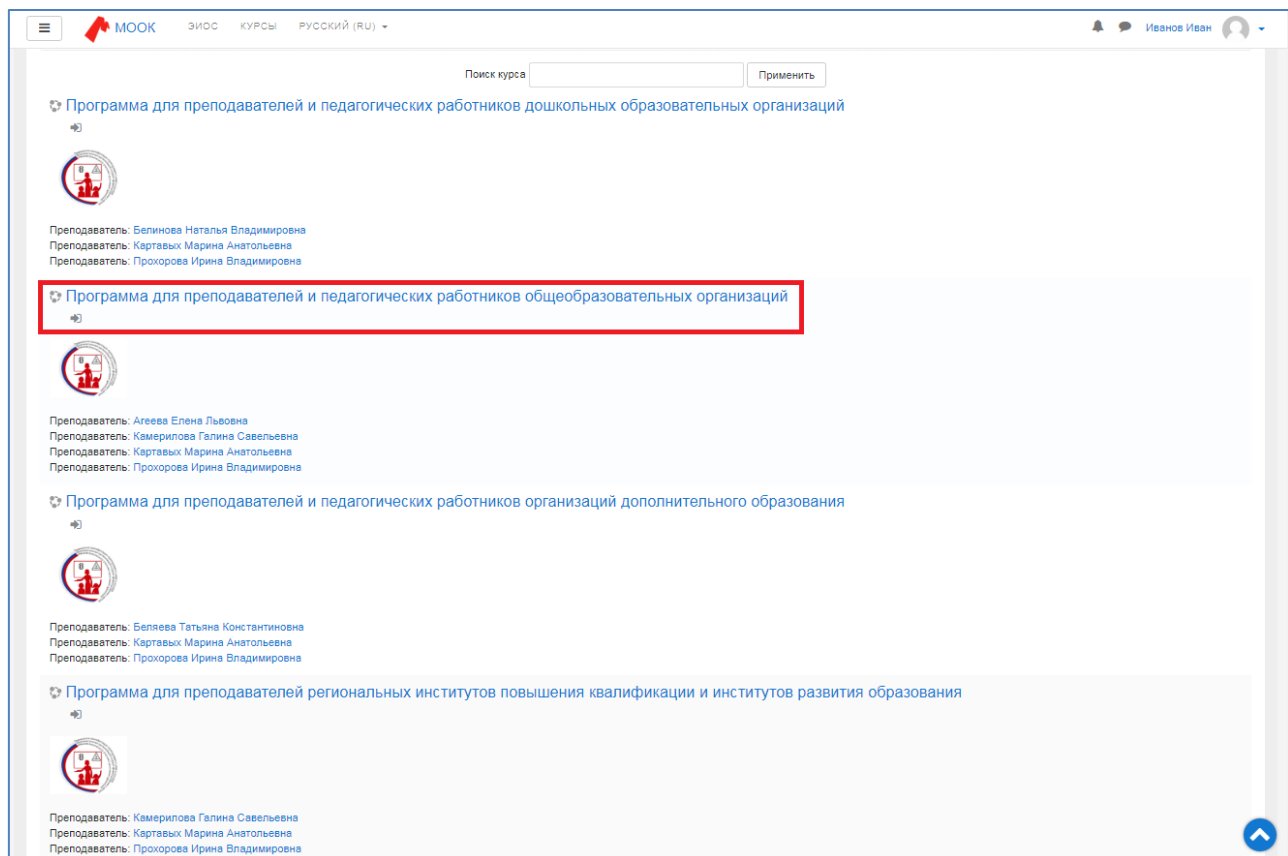 МООК ЭИОС КУРСЫ РУССКИЙ (RU) Иванов Иван
Поиск курса Применить
Программа для преподавателей и педагогических работников дошкольных образовательных организаций
Преподаватель: Белинова Наталья Владимировна
Преподаватель: Картавых Марина Анатольевна
Преподаватель: Прохорова Ирина Владимировна
Программа для преподавателей и педагогических работников общеобразовательных организаций
Преподаватель: Агеева Елена Львовна
Преподаватель: Камерилова Галина Савельевна
Преподаватель: Картавых Марина Анатольевна
Преподаватель: Прохорова Ирина Владимировна
Программа для преподавателей и педагогических работников организаций дополнительного образования
Преподаватель: Беляева Татьяна Константиновна
Преподаватель: Картавых Марина Анатольевна
Преподаватель: Прохорова Ирина Владимировна
Программа для преподавателей региональных институтов повышения квалификации и институтов развития образования
Преподаватель: Камерилова Галина Савельевна
Преподаватель: Картавых Марина Анатольевна
Преподаватель: Прохорова Ирина Владимировна